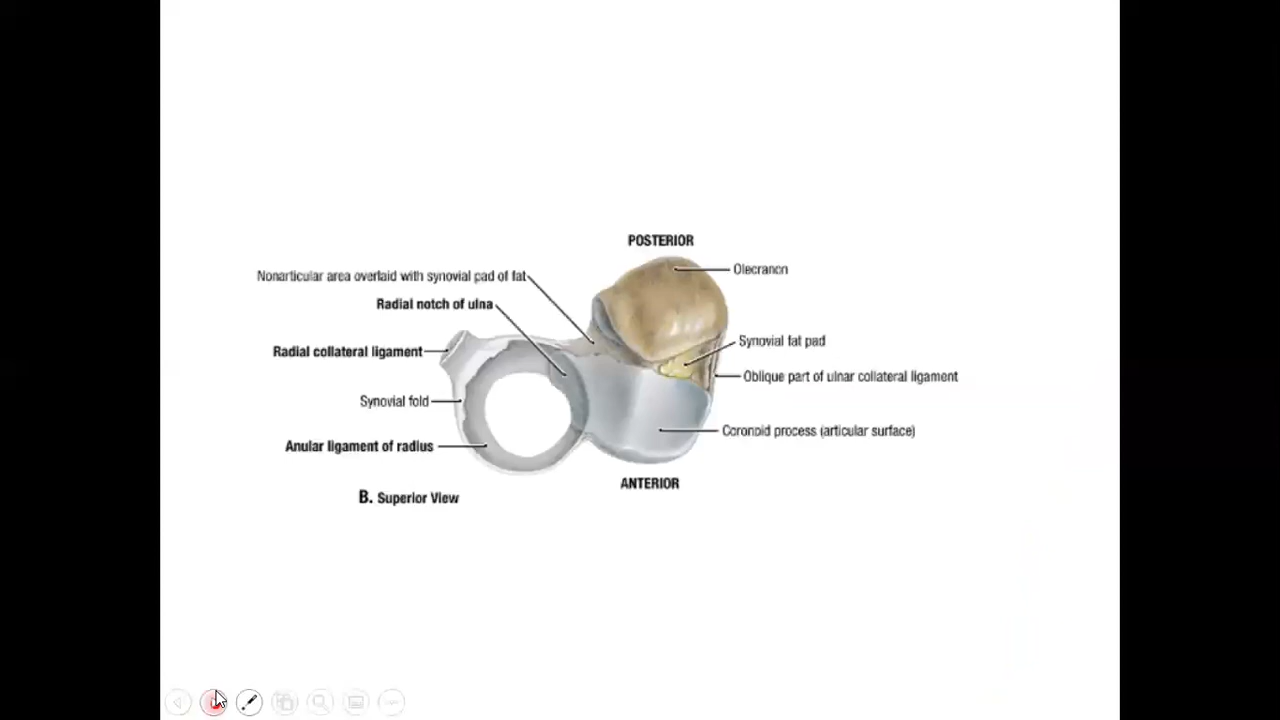 POSTERIOR
Olecranon
Nonarticular area overlaid with synovial pad of fat
Radial notch of ulna
Synovial fat pad
Radial collateral ligament
Oblique part of ulnar collateral ligament
Synovial fold
Coronoid process (articular surface)
Anular ligament of radius
ANTERIOR
B. Superior View